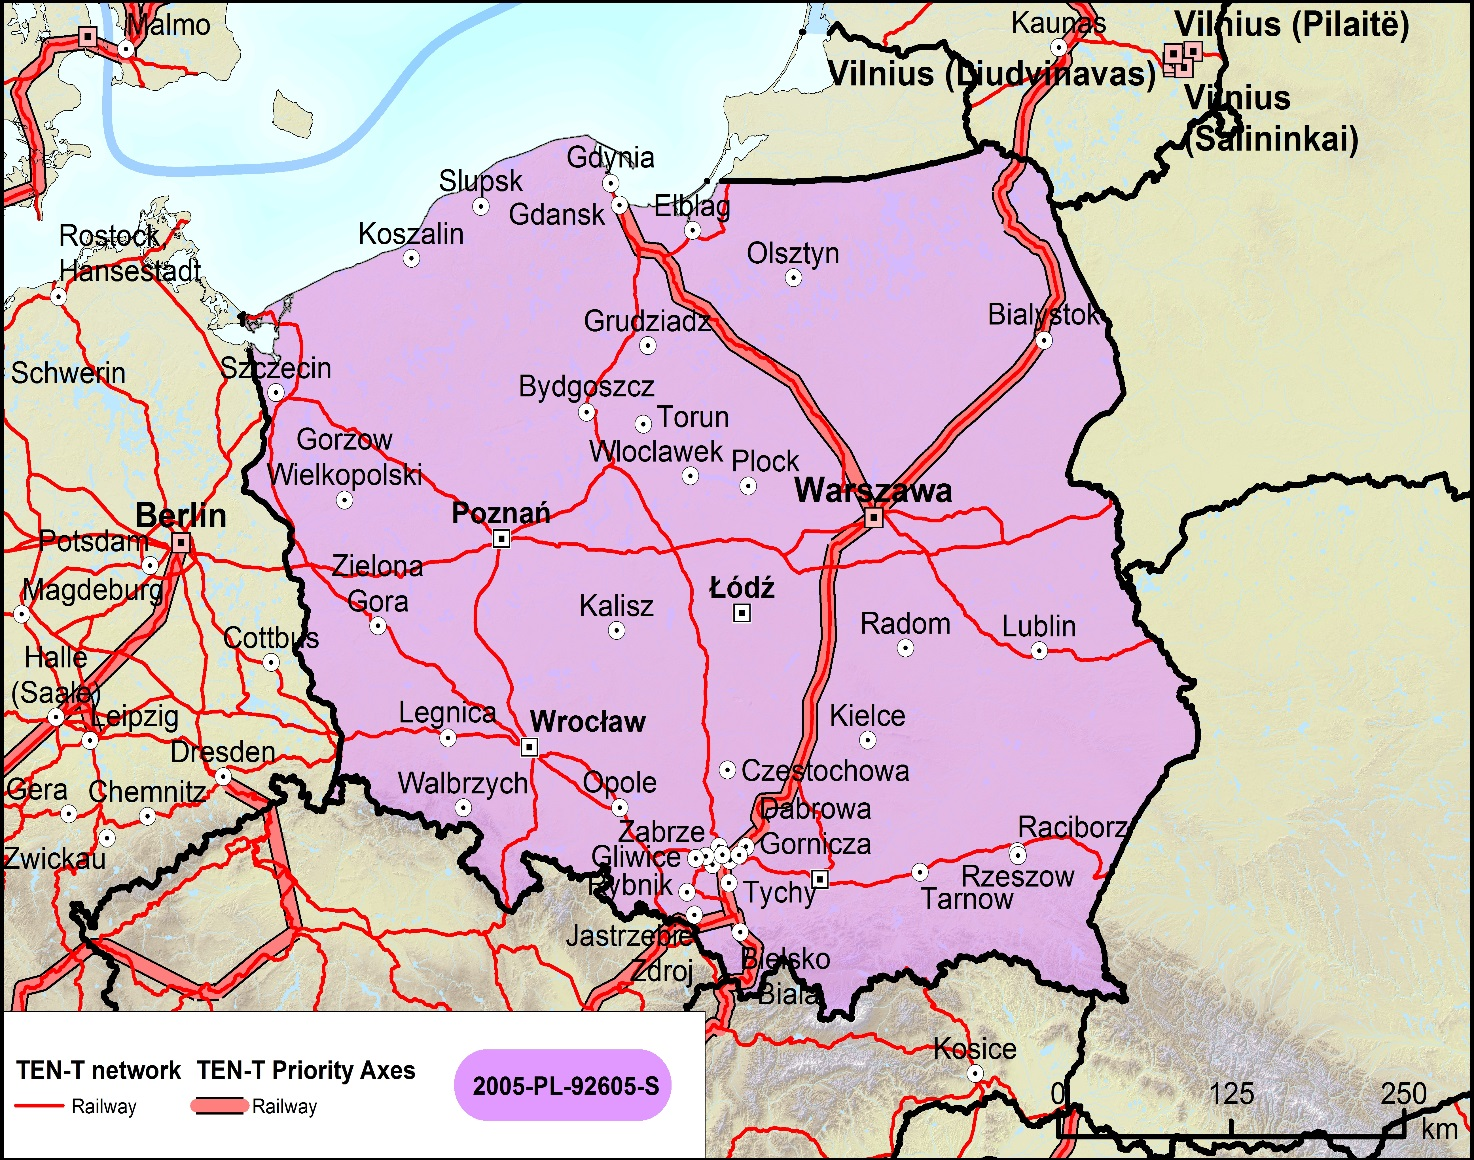 Malmo
Kaunas
Vilnius (Pilaitë)
Vilnius (Liudvinavas)
Vilnius
(Salininkai)
Gdynia
Slupsk
Gdansk
Elblag
Koszalin
Olsztyn
Rostock,
Hansestadt
Grudziadz
Bialystok
Schwerin
Szczecin
Bydgoszcz
Torun
Gorzow
Wielkopolski
Wloclawek
Plock
Warszawa
Berlin
Poznań
Potsdam
Zielona
Gora
Magdeburg
Łódź
Kalisz
Radom
Lublin
Cottbus
Halle
(Saale)
Leipzig
Legnica
Wrocław
Kielce
Dresden
Czestochowa
Gera
Chemnitz
Walbrzych
Opole
Dabrowa
Gornicza
Zabrze
Raciborz
Zwickau
Gliwice
Rybnik
Tychy
Rzeszow
Tarnow
Jastrzebie
Zdroj
Bielsko
Biala
Kosice
TEN-T network TEN-T Priority Axes
Railway Railway
2005-PL-92605-S
0 125 250
km